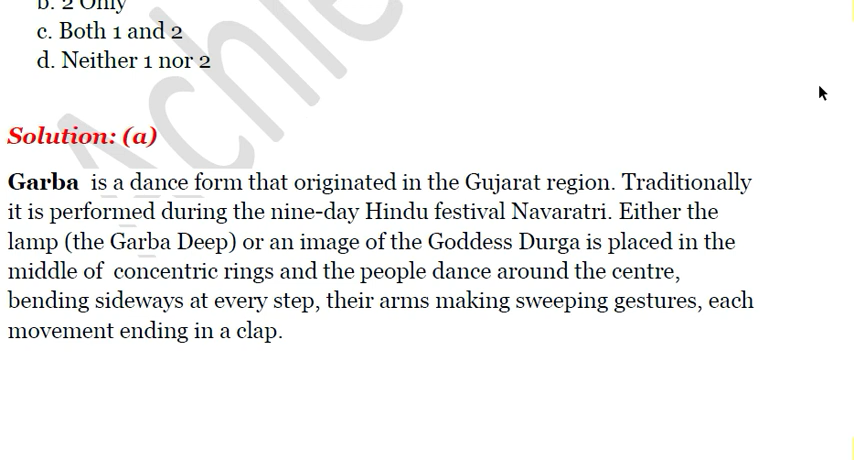 b. 2 Only
c. Both 1 and 2
d. Neither 1 nor 2
Solution: (a)
Garba is a dance form that originated in the Gujarat region. Traditionally
it is performed during the nine-day Hindu festival Navaratri. Either the
lamp (the Garba Deep) or an image of the Goddess Durga is placed in the
middle of concentric rings and the people dance around the centre,
bending sideways at every step, their arms making sweeping gestures, each
movement ending in a clap.